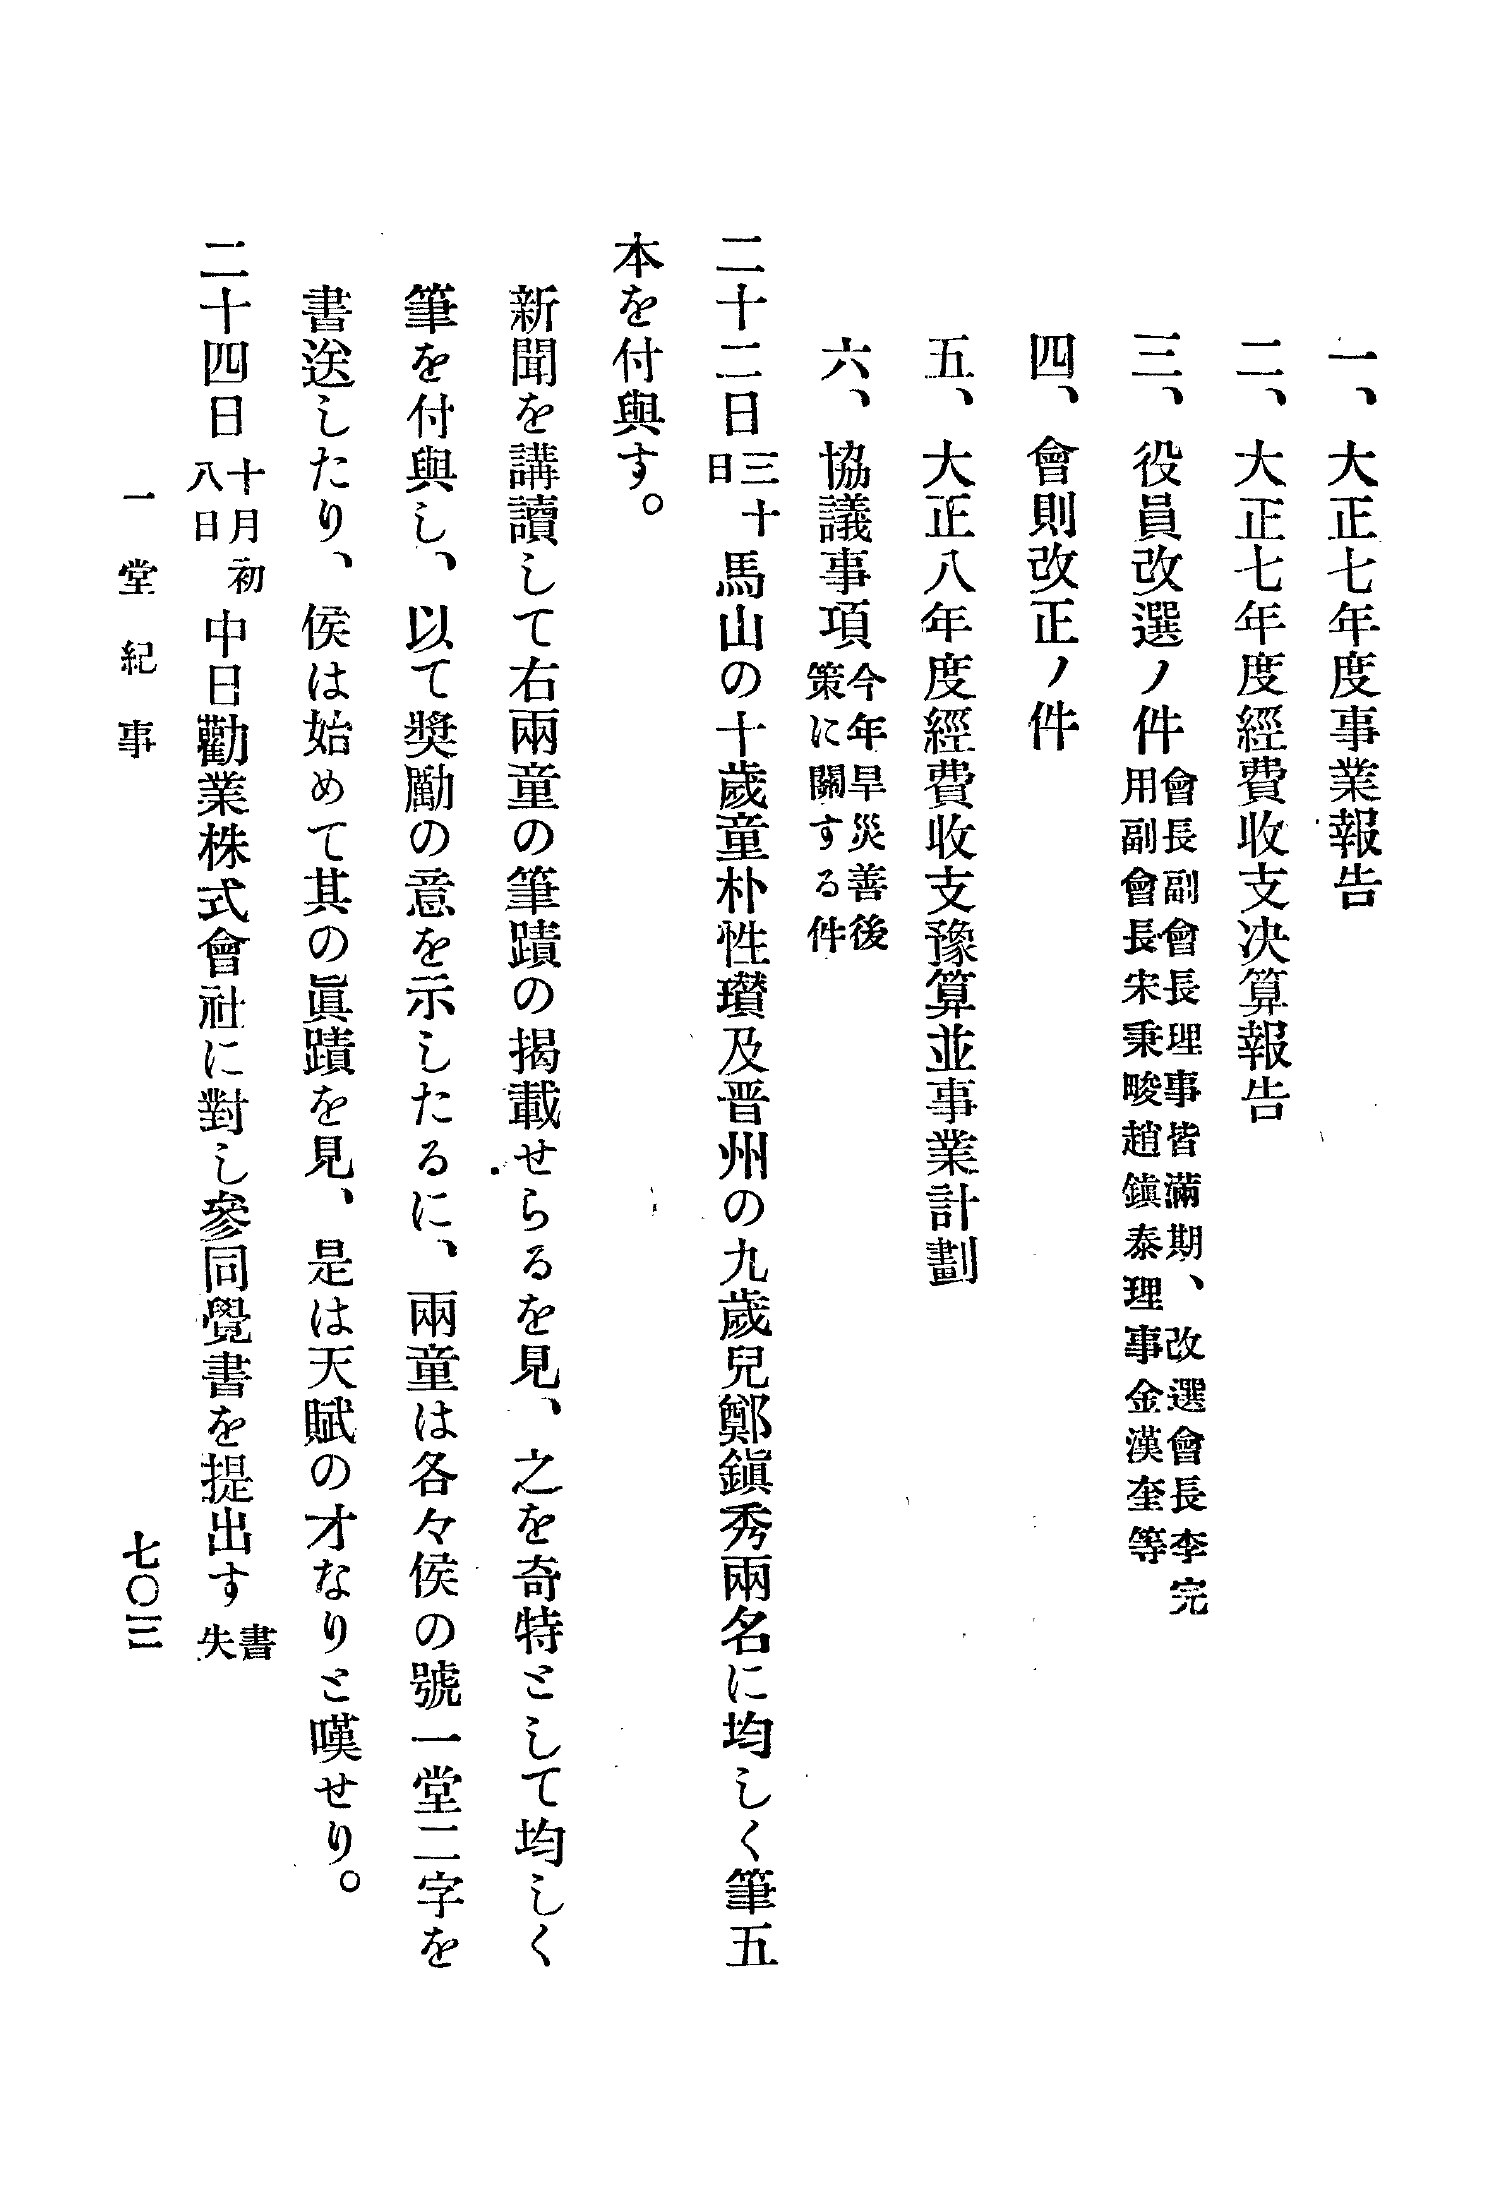 一、大正七年度事業報告
二、大正七年度經費收支決算報告
三、役員改選ノ件 會長副會長理事皆滿期、改選會長李完
用副會長宋秉畯趙鎭泰理事金漢奎等
四、會則改正ノ件
五、大正八年度經費收支豫算並事業計劃
六、協議事項 今年旱災善後
策に關する件
二十二日 三十
日 馬山の十歲童朴性瓚及晋州の九歲兒鄭鎭秀兩名に均しく筆五
本を付與す。
新聞を講讀して右兩童の筆蹟の揭載せらるを見、之を奇特として均しく
筆を付與し、以て奬勵の意を示したるに、兩童は各々侯の號一堂二字を
書送したり、侯は始めて其の眞蹟を見、是は天賦の才なりと嘆せり。
二十四日 十月初
八日 中日勸業株式會社に對し參同覺書を提出す 書
失
一堂紀事
七〇三